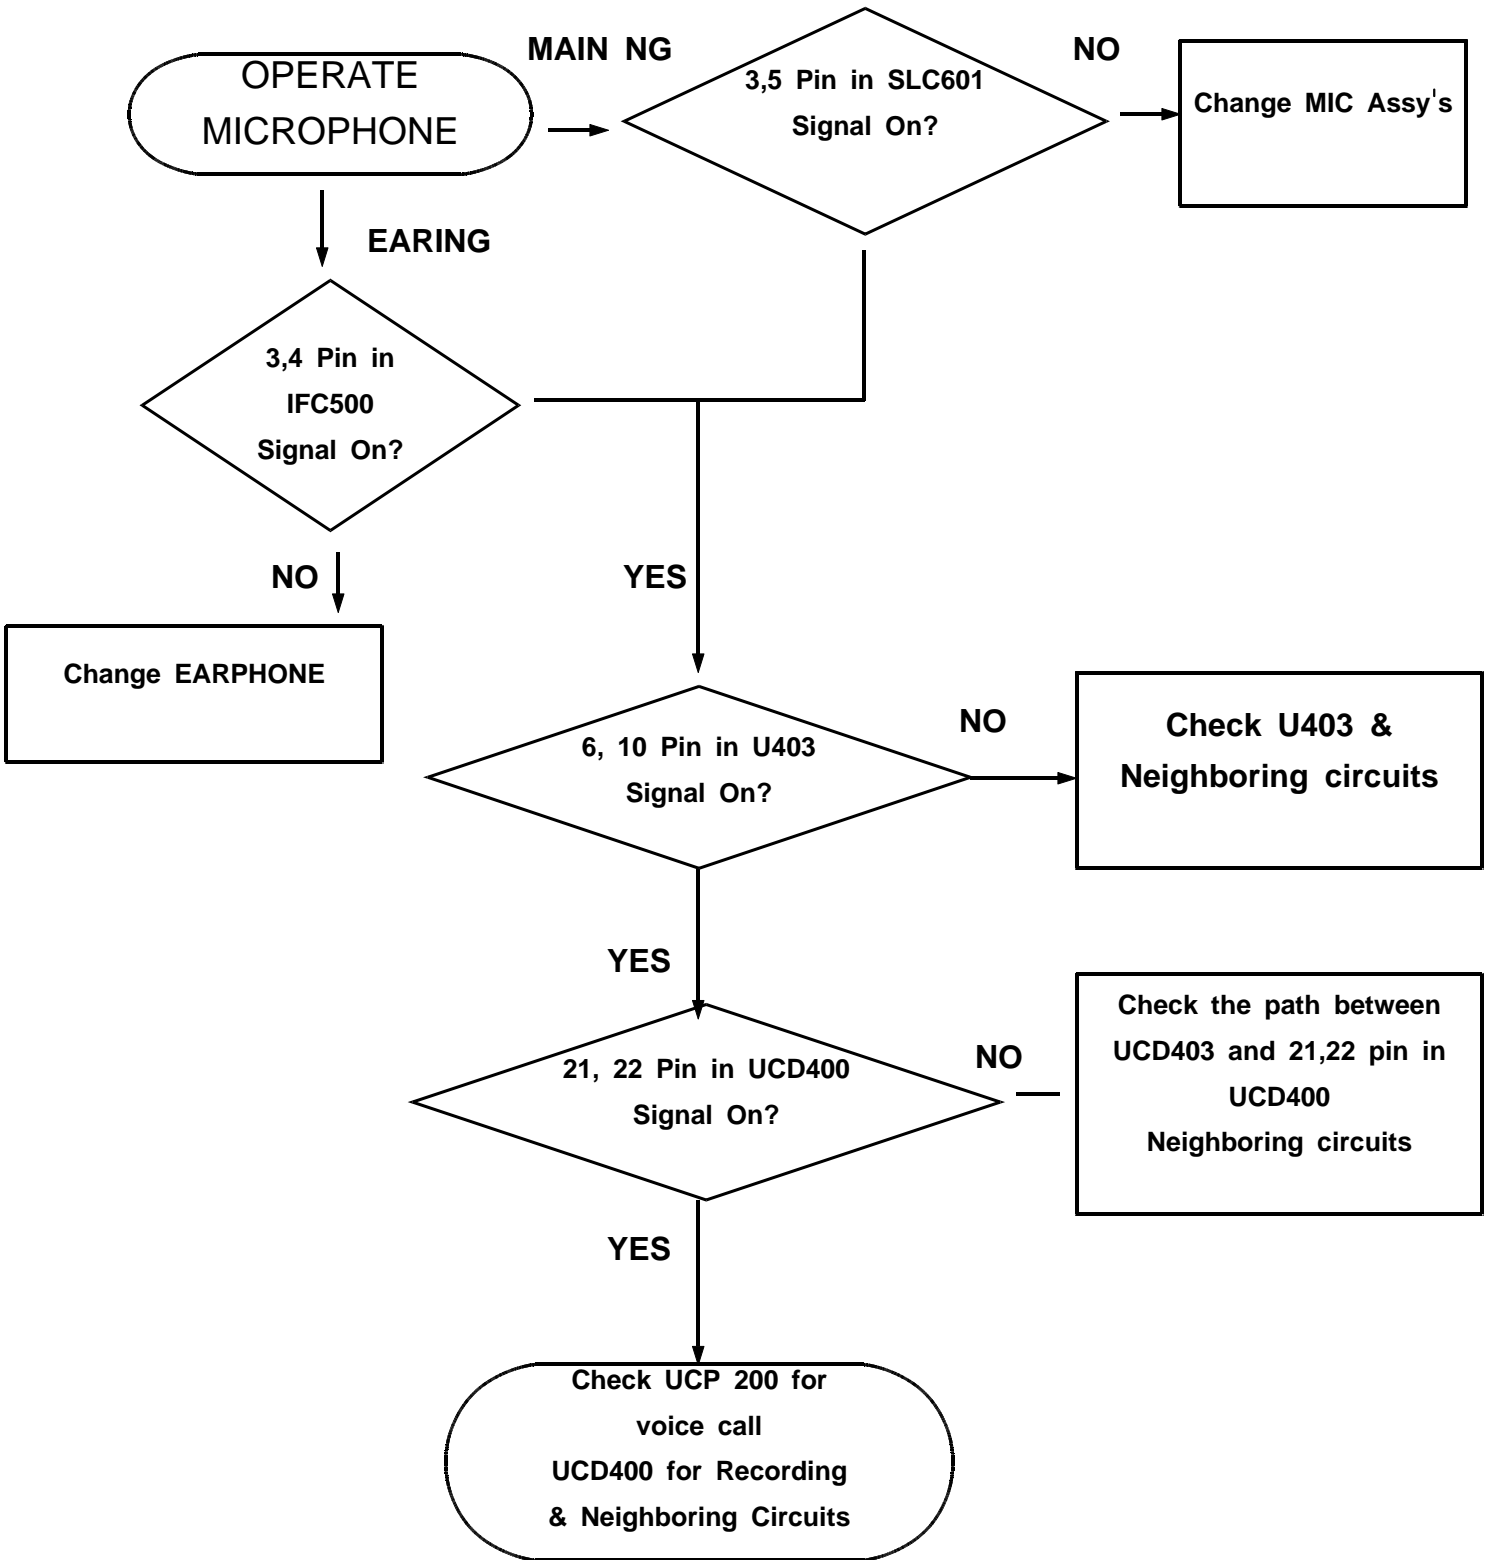 OPERATE
MICROPHONE
MAIN NG
3,5 Pin in SLC601
Signal On?
NO
Change MIC Assy's
EARING
3,4 Pin in
IFC500
Signal On?
NO
Change EARPHONE
YES
6, 10 Pin in U403
Signal On?
NO
Check U403 &
Neighboring circuits
YES
21, 22 Pin in UCD400
Signal On?
NO
Check the path between
UCD403 and 21,22 pin in
UCD400
Neighboring circuits
YES
Check UCP 200 for
voice call
UCD400 for Recording
& Neighboring Circuits